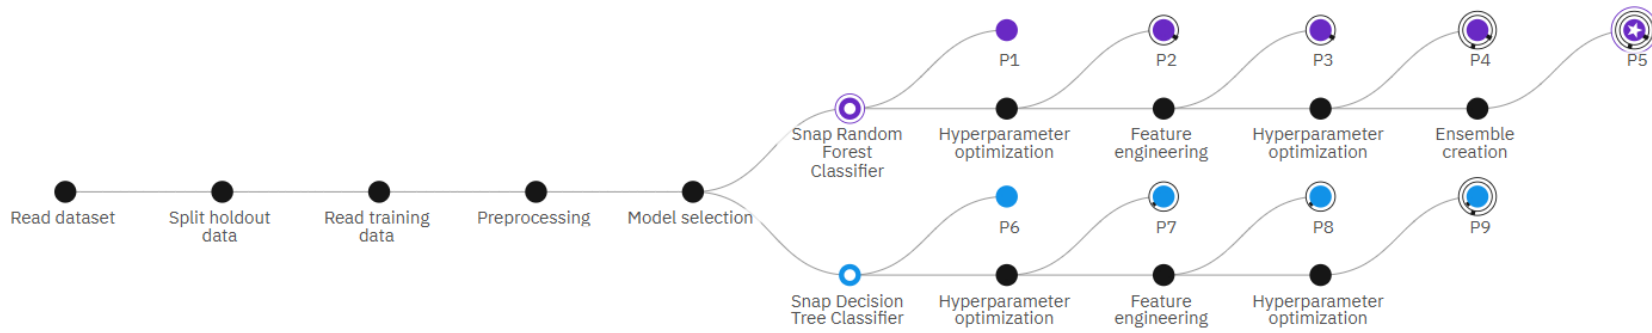 P1
P2
P3
P4
P5
Snap Random
Forest
Classifier
Hyperparameter
optimization
Feature
engineering
Hyperparameter
optimization
Ensemble
creation
Read dataset
Split holdout
data
Read training
data
Preprocessing
Model selection
P6
P7
P8
P9
Snap Decision
Tree Classifier
Hyperparameter
optimization
Feature
engineering
Hyperparameter
optimization